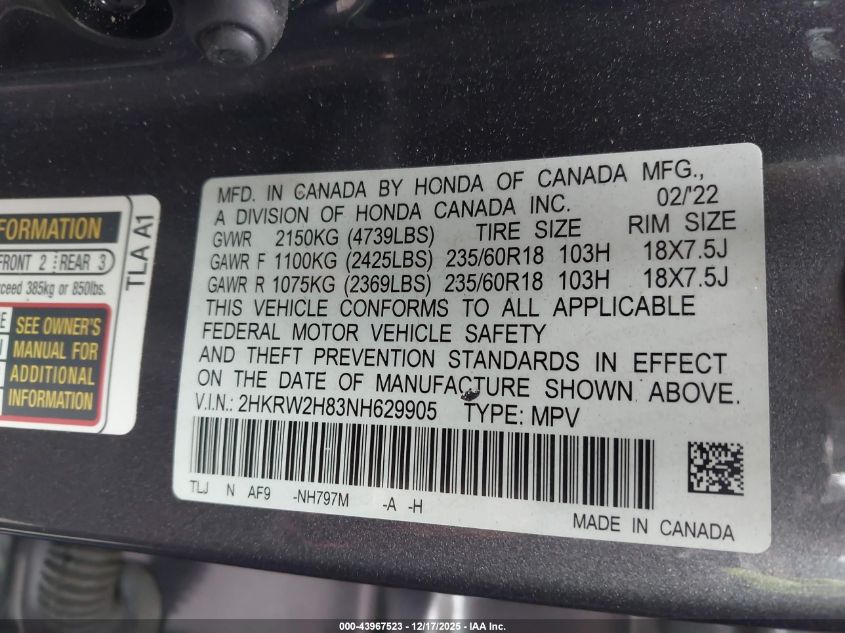 MFD. IN CANADA BY HONDA OF CANADA MFG.,
A DIVISION OF HONDA CANADA INC. 02/'22
GVWR 2150KG (4739LBS) TIRE SIZE RIM SIZE
GAWR F 1100KG (2425LBS) 235/60R18 103H 18X7.5J
GAWR R 1075KG (2369LBS) 235/60R18 103H 18X7.5J
THIS VEHICLE CONFORMS TO ALL APPLICABLE
FEDERAL MOTOR VEHICLE SAFETY
AND THEFT PREVENTION STANDARDS IN EFFECT
ON THE DATE OF MANUFACTURE SHOWN ABOVE.
V.I.N.: 2HKRW2H83NH629905 TYPE: MPV
TLJ N AF9 -NH797M -A -H
MADE IN CANADA
FRONT 2 REAR 3
385kg or 850lbs.
SEE OWNER'S
MANUAL FOR
ADDITIONAL
INFORMATION
TLA A1
000-43967523 - 12/17/2025 - IAA Inc.